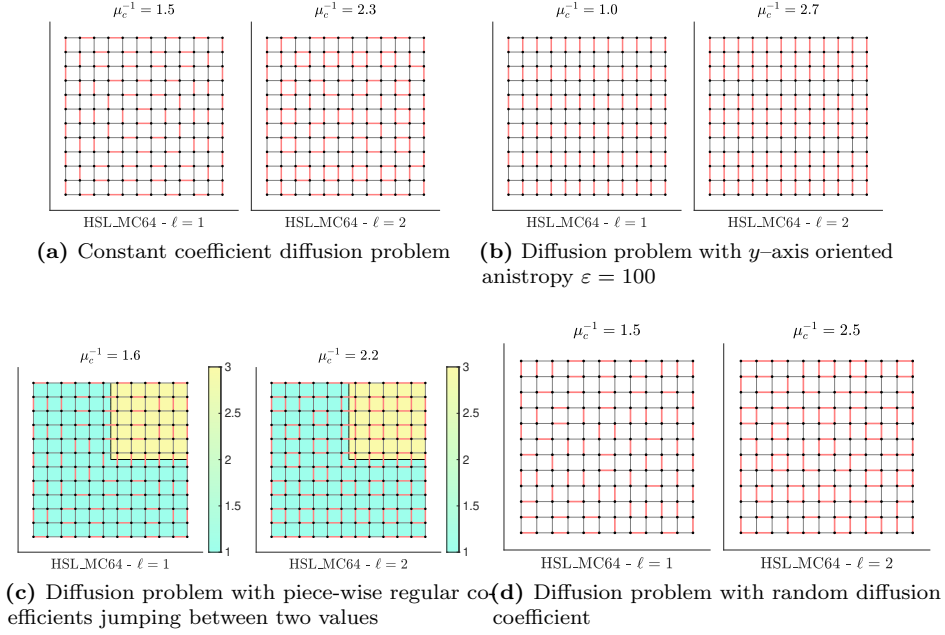 μ_c^{-1} = 1.5
μ_c^{-1} = 2.3
HSL_MC64 - ℓ = 1
HSL_MC64 - ℓ = 2
(a) Constant coefficient diffusion problem
μ_c^{-1} = 1.0
μ_c^{-1} = 2.7
HSL_MC64 - ℓ = 1
HSL_MC64 - ℓ = 2
(b) Diffusion problem with y–axis oriented
anistropy ε = 100
μ_c^{-1} = 1.6
3
2.5
2
1.5
1
HSL_MC64 - ℓ = 1
μ_c^{-1} = 2.2
3
2.5
2
1.5
1
HSL_MC64 - ℓ = 2
(c) Diffusion problem with piece-wise regular co-
efficients jumping between two values
μ_c^{-1} = 1.5
μ_c^{-1} = 2.5
HSL_MC64 - ℓ = 1
HSL_MC64 - ℓ = 2
(d) Diffusion problem with random diffusion
coefficient